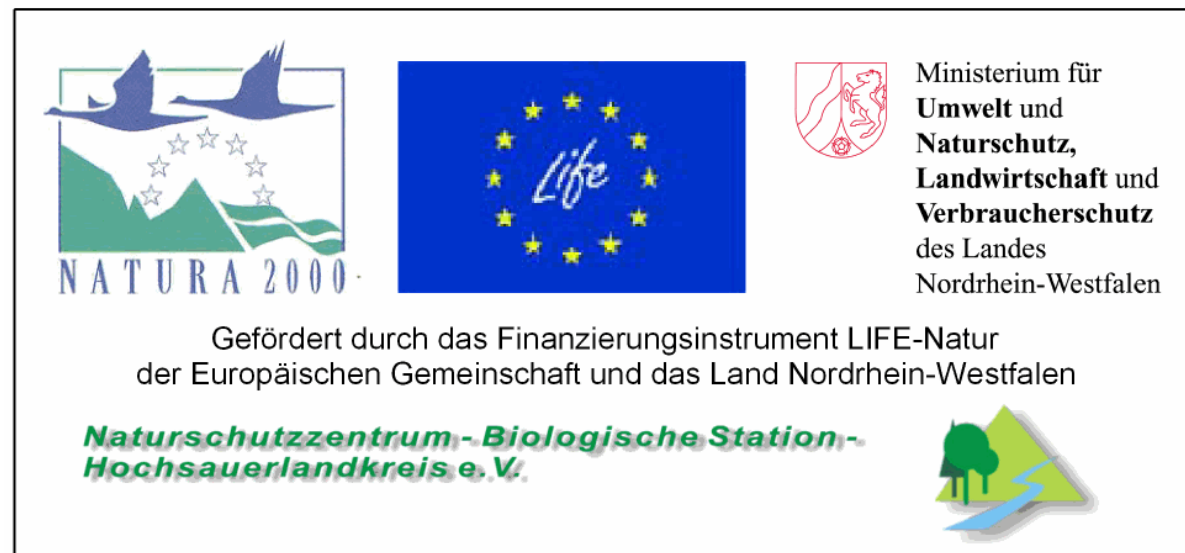 NATURA 2000
Life
Ministerium für
Umwelt und
Naturschutz,
Landwirtschaft und
Verbraucherschutz
des Landes
Nordrhein-Westfalen
Gefördert durch das Finanzierungsinstrument LIFE-Natur
der Europäischen Gemeinschaft und das Land Nordrhein-Westfalen
Naturschutzzentrum - Biologische Station -
Hochsauerlandkreis e.V.